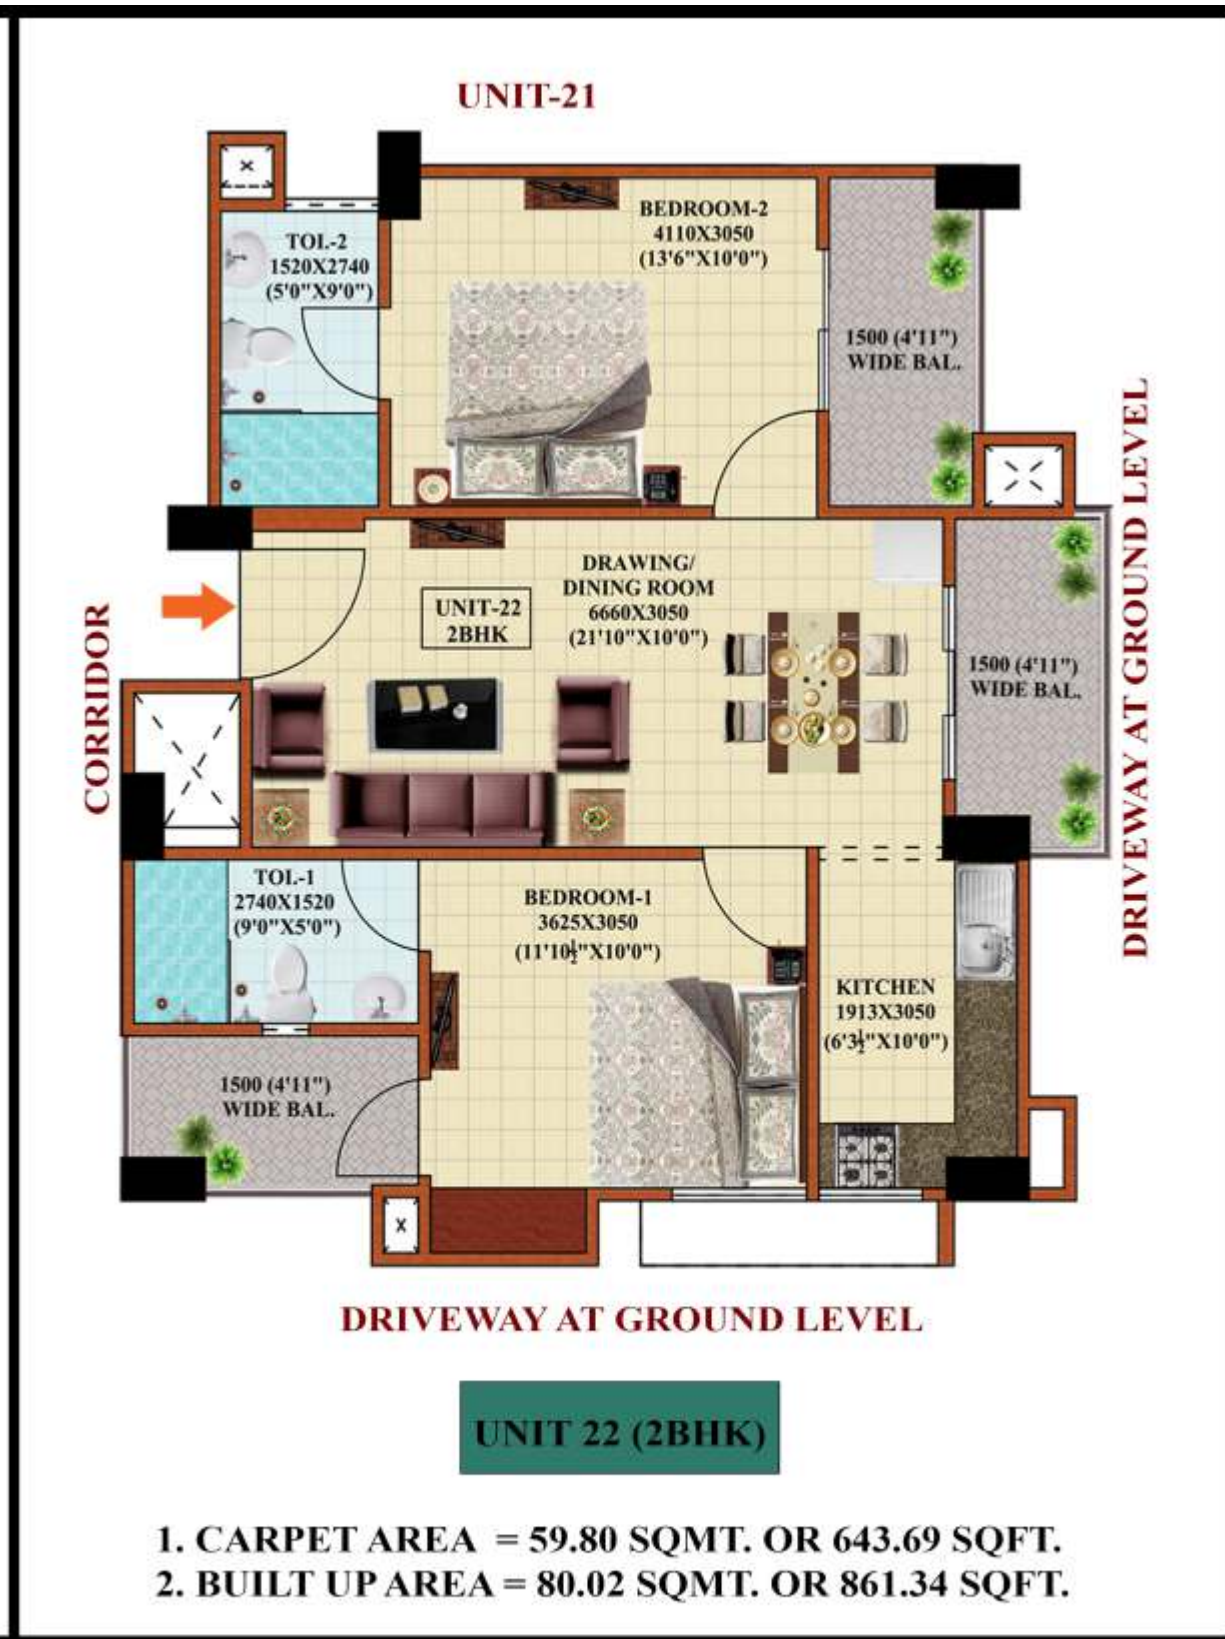 UNIT-21
BEDROOM-2
4110X3050
(13'6"X10'0")
TOI.-2
1520X2740
(5'0"X9'0")
1500 (4'11")
WIDE BAL.
DRAWING/
DINING ROOM
6660X3050
(21'10"X10'0")
UNIT-22
2BHK
1500 (4'11")
WIDE BAL.
CORRIDOR
DRIVEWAY AT GROUND LEVEL
TOI.-1
2740X1520
(9'0"X5'0")
BEDROOM-1
3625X3050
(11'10½"X10'0")
KITCHEN
1913X3050
(6'3½"X10'0")
1500 (4'11")
WIDE BAL.
DRIVEWAY AT GROUND LEVEL
UNIT 22 (2BHK)
1. CARPET AREA = 59.80 SQMT. OR 643.69 SQFT.
2. BUILT UP AREA = 80.02 SQMT. OR 861.34 SQFT.